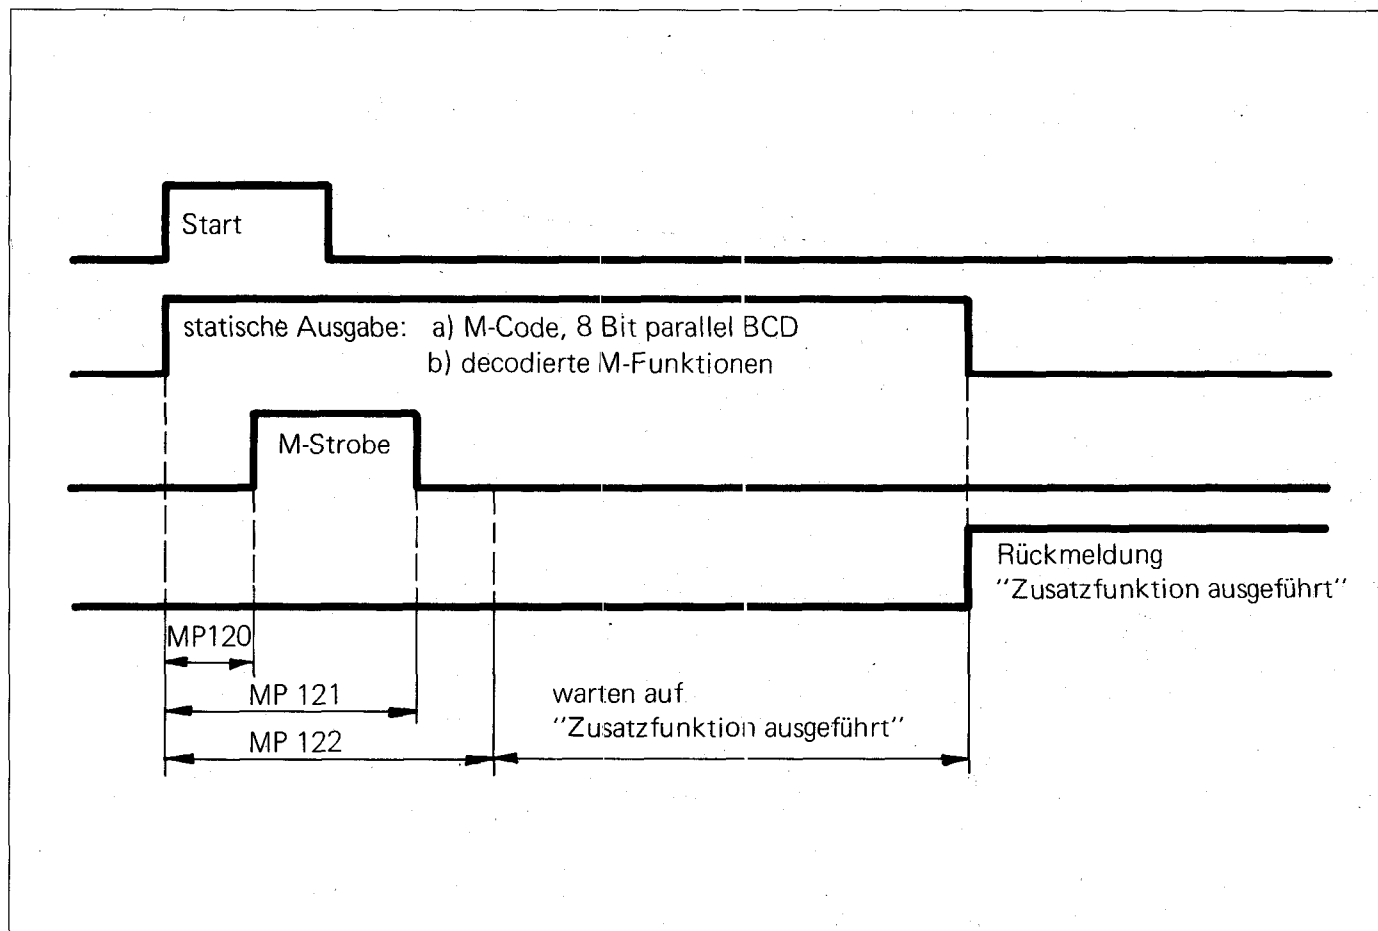 Start
statische Ausgabe: a) M-Code, 8 Bit parallel BCD
b) decodierte M-Funktionen
M-Strobe
Rückmeldung
"Zusatzfunktion ausgeführt"
MP120
MP 121
warten auf
"Zusatzfunktion ausgeführt"
MP 122